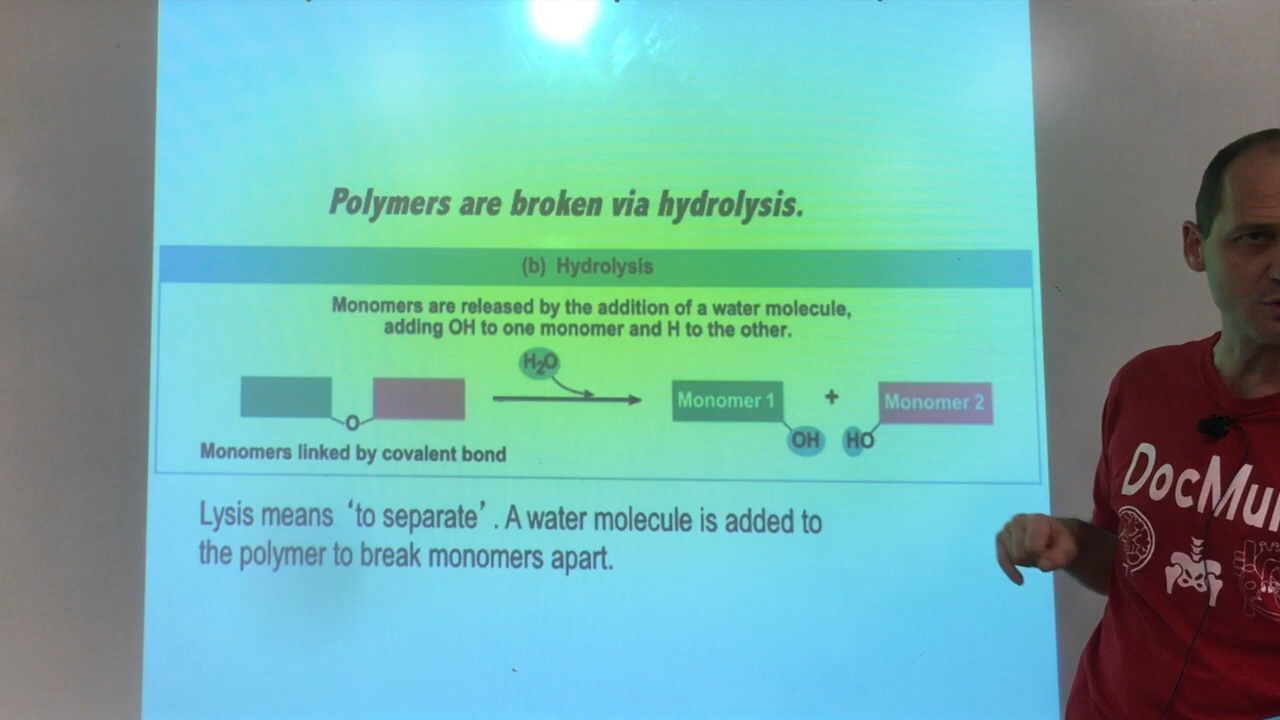 Polymers are broken via hydrolysis.
(b) Hydrolysis
Monomers are released by the addition of a water molecule,
adding OH to one monomer and H to the other.
H₂O
Monomer 1 + Monomer 2
O
OH HO
Monomers linked by covalent bond
Lysis means ‘to separate’. A water molecule is added to
the polymer to break monomers apart.
DocMu